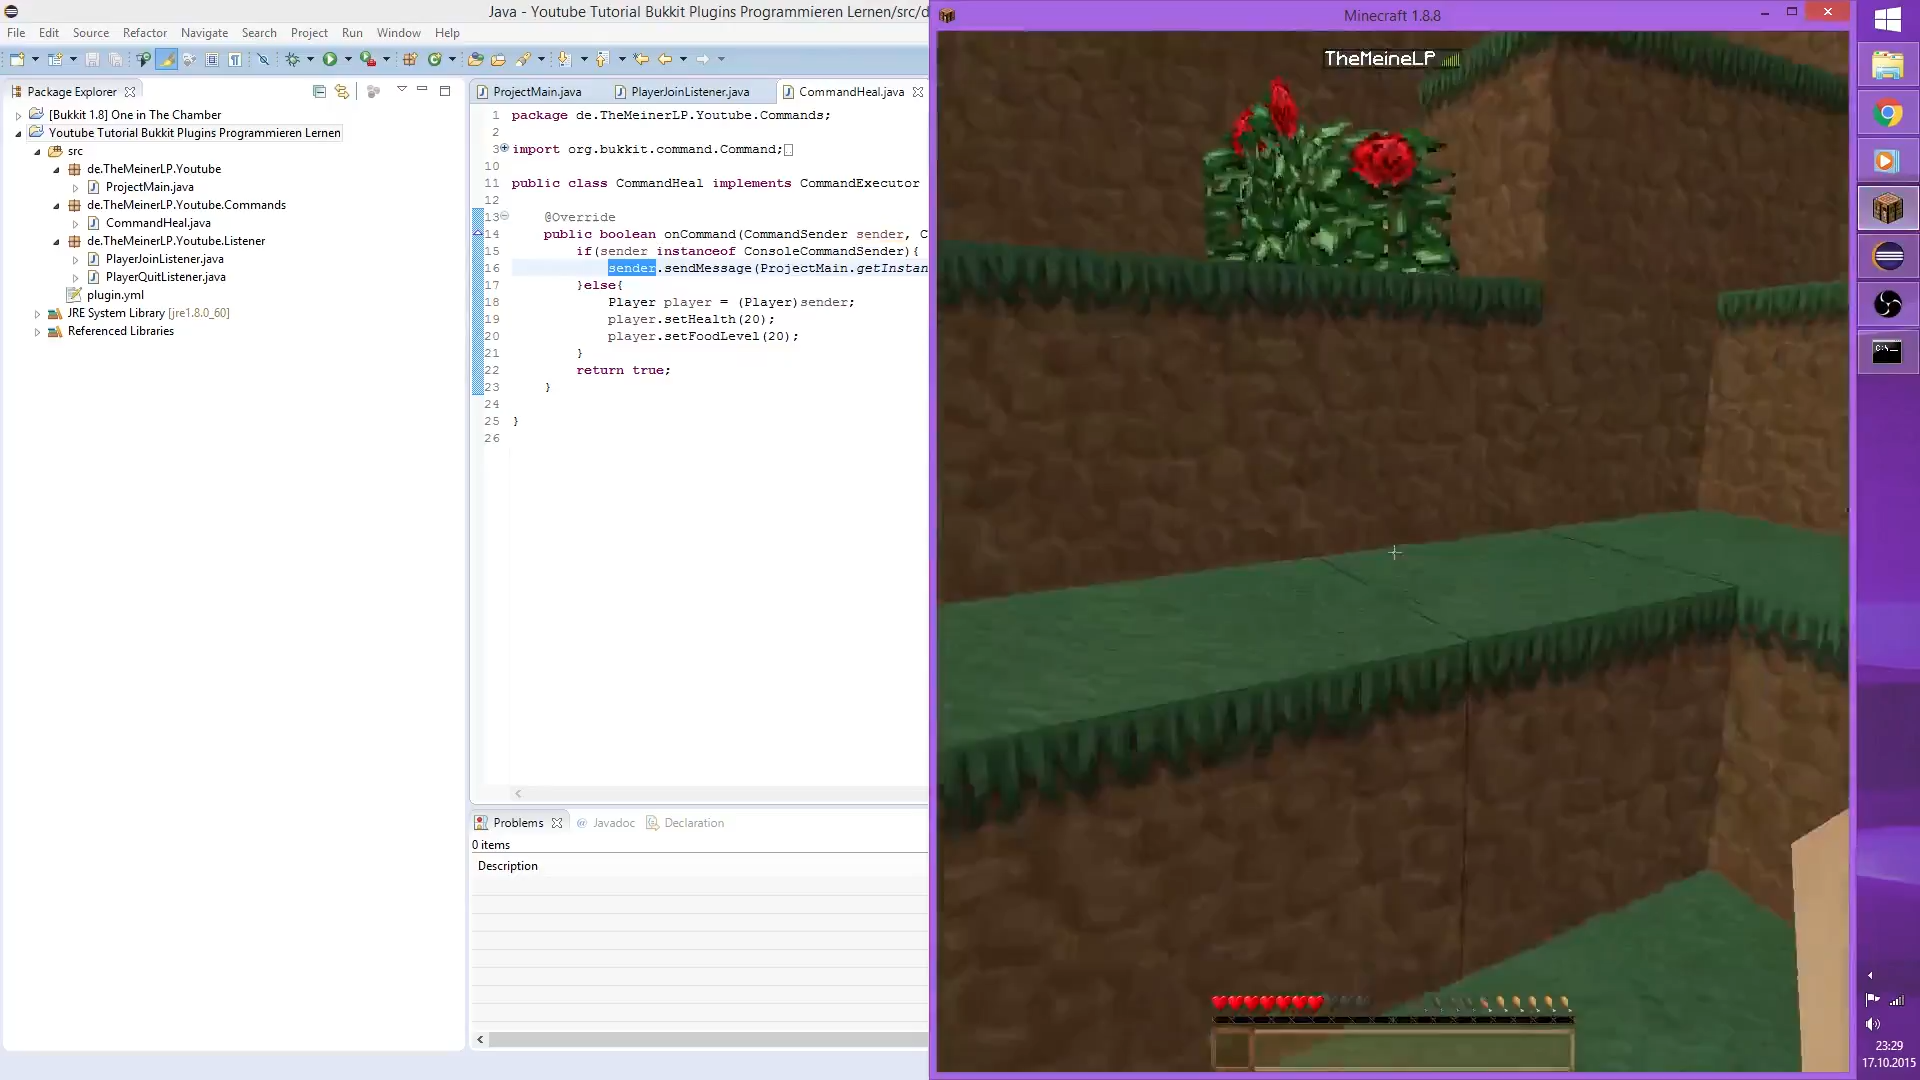 Java - Youtube Tutorial Bukkit Plugins Programmieren Lernen/src/d
File Edit Source Refactor Navigate Search Project Run Window Help
Package Explorer
[Bukkit 1.8] One in The Chamber
Youtube Tutorial Bukkit Plugins Programmieren Lernen
src
de.TheMeinerLP.Youtube
ProjectMain.java
de.TheMeinerLP.Youtube.Commands
CommandHeal.java
de.TheMeinerLP.Youtube.Listener
PlayerJoinListener.java
PlayerQuitListener.java
plugin.yml
JRE System Library [jre1.8.0_60]
Referenced Libraries
ProjectMain.java PlayerJoinListener.java CommandHeal.java
1 package de.TheMeinerLP.Youtube.Commands;
2
3 import org.bukkit.command.Command;
10
11 public class CommandHeal implements CommandExecutor
12
13 @Override
14 public boolean onCommand(CommandSender sender, C
15 if(sender instanceof ConsoleCommandSender){
16 sender.sendMessage(ProjectMain.getInstan
17 }else{
18 Player player = (Player)sender;
19 player.setHealth(20);
20 player.setFoodLevel(20);
21 }
22 return true;
23 }
24
25 }
26
Problems Javadoc Declaration
0 items
Description
Minecraft 1.8.8
TheMeineLP
C:\
23:29
17.10.2015